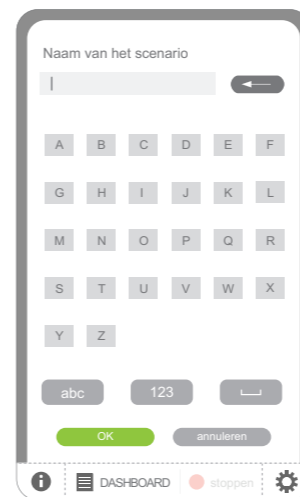 Naam van het scenario
A B C D E F
G H I J K L
M N O P Q R
S T U V W X
Y Z
abc 123
OK annuleren
DASHBOARD stoppen